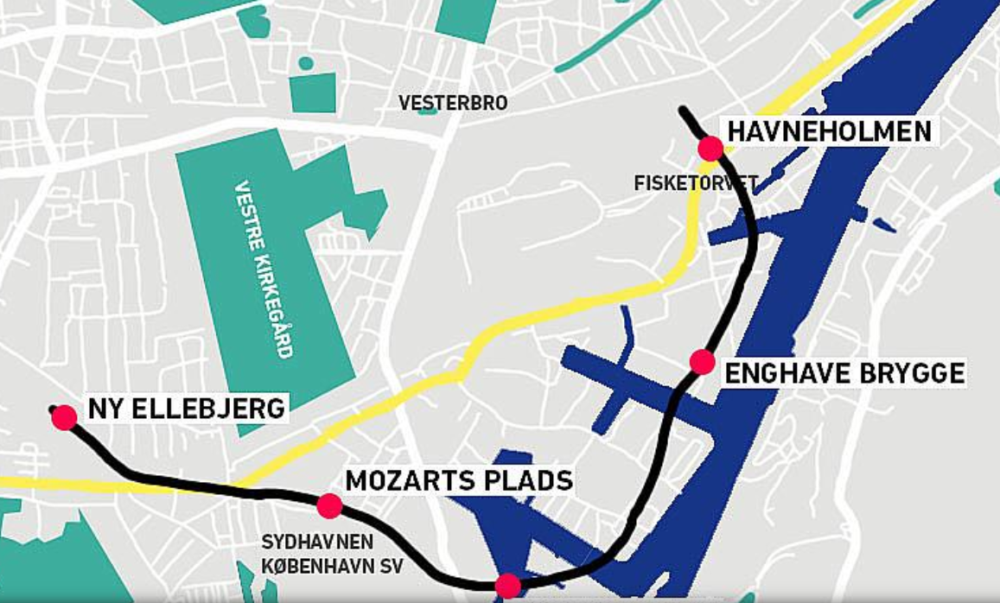 VESTERBRO
HAVNEHOLMEN
FISKETORVET
VESTRE KIRKEGÅRD
ENGHAVE BRYGGE
NY ELLEBJERG
MOZARTS PLADS
SYDHAVNEN
KØBENHAVN SV